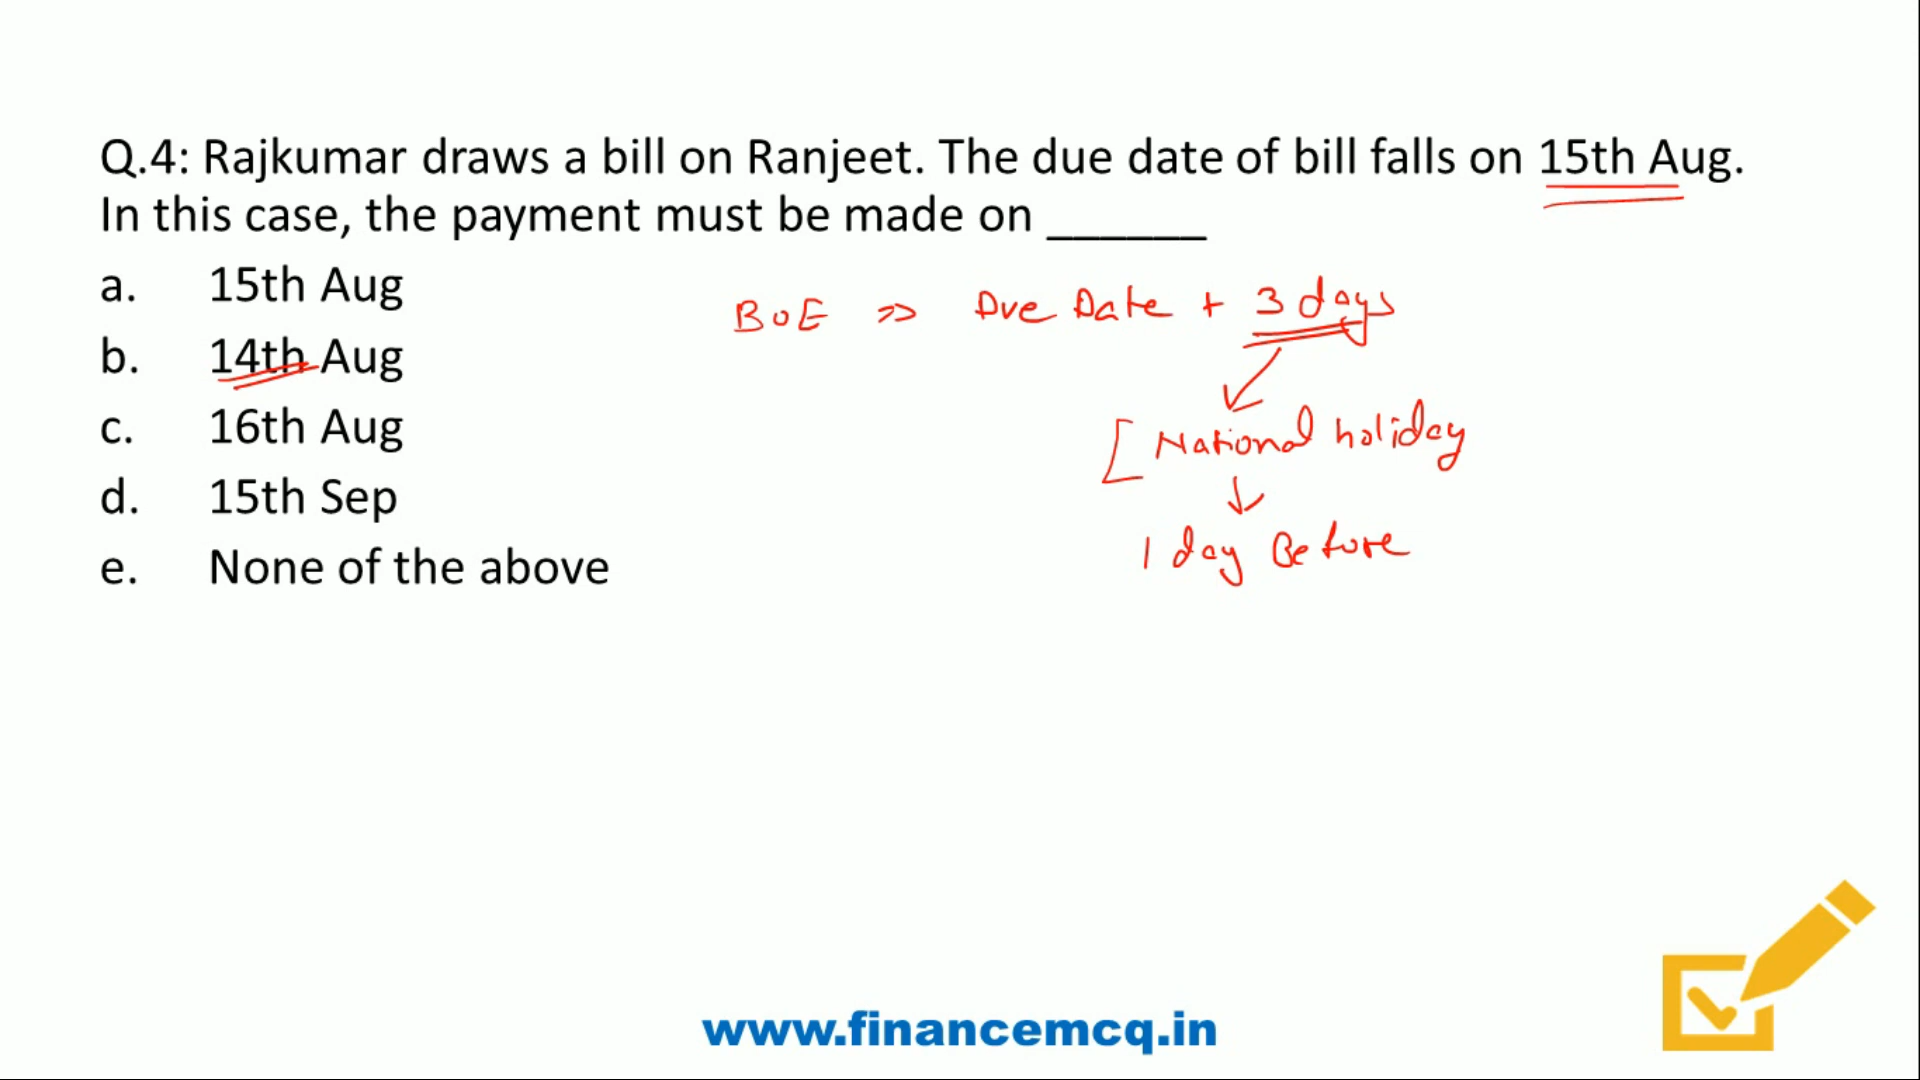 Q.4: Rajkumar draws a bill on Ranjeet. The due date of bill falls on 15th Aug.
In this case, the payment must be made on ______
a. 15th Aug
b. 14th Aug
c. 16th Aug
d. 15th Sep
e. None of the above
BOE => Due Date + 3 days
[ National holiday
1 day Before
www.financemcq.in